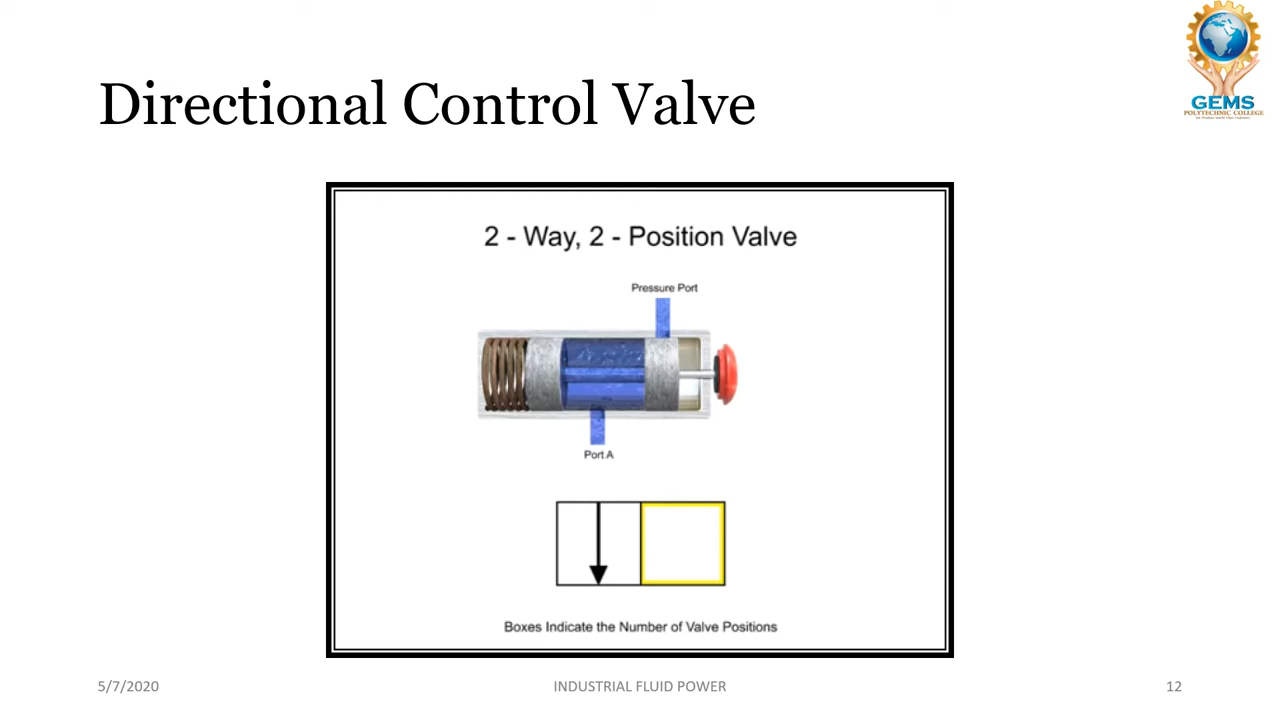 GEMS
POLYTECHNIC COLLEGE
Directional Control Valve
2 - Way, 2 - Position Valve
Pressure Port
Port A
Boxes Indicate the Number of Valve Positions
5/7/2020
INDUSTRIAL FLUID POWER
12